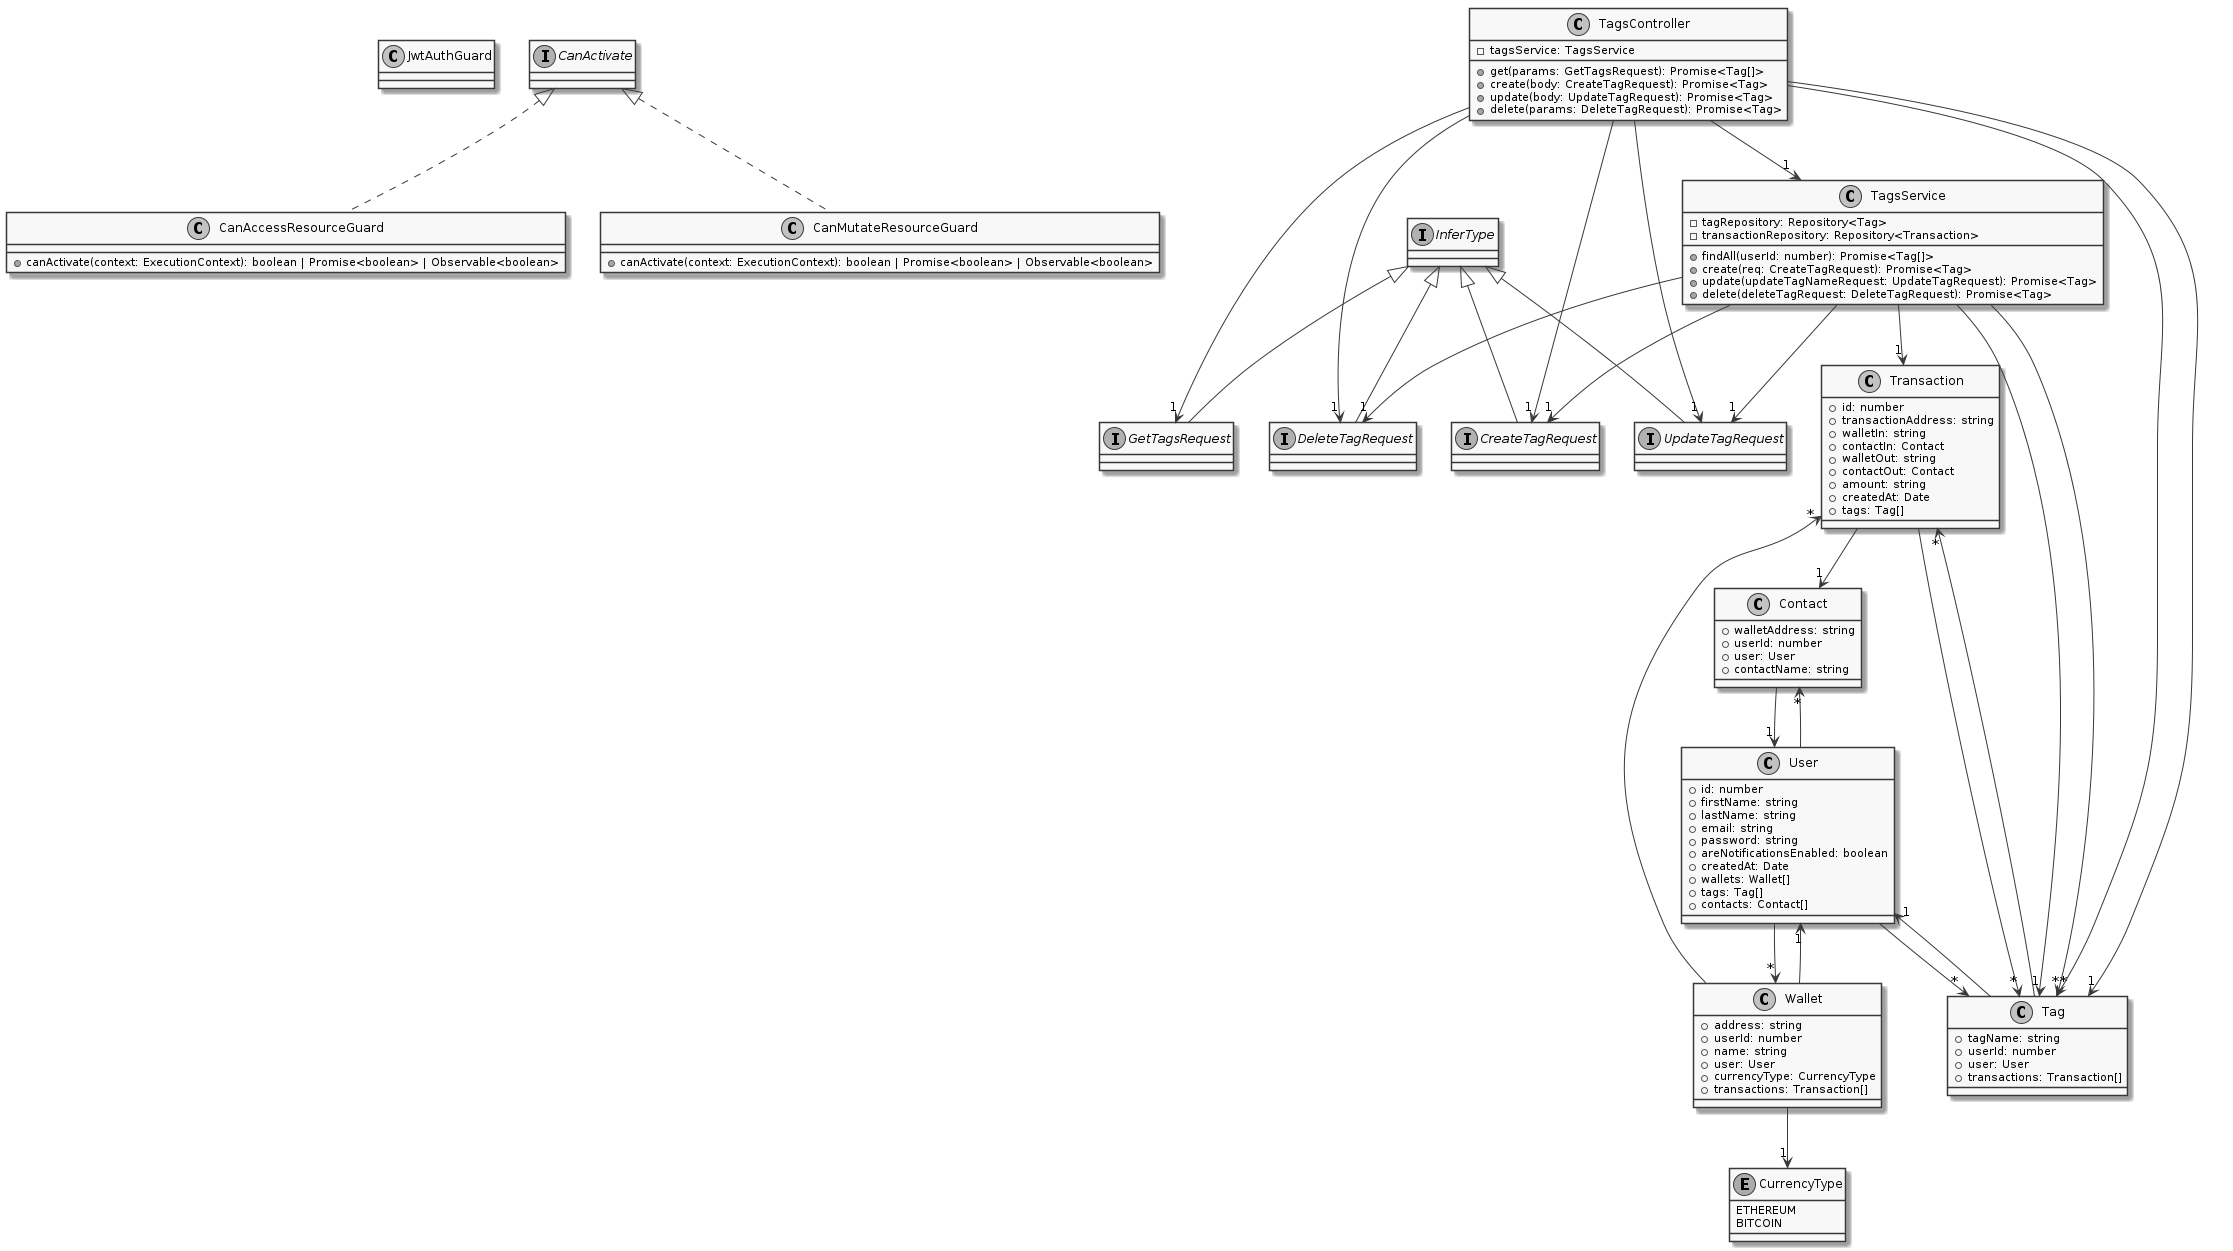 C TagsController
tagsService: TagsService
get(params: GetTagsRequest): Promise<Tag[]>
create(body: CreateTagRequest): Promise<Tag>
update(body: UpdateTagRequest): Promise<Tag>
delete(params: DeleteTagRequest): Promise<Tag>
C JwtAuthGuard
I CanActivate
1
C CanAccessResourceGuard
canActivate(context: ExecutionContext): boolean | Promise<boolean> | Observable<boolean>
C CanMutateResourceGuard
canActivate(context: ExecutionContext): boolean | Promise<boolean> | Observable<boolean>
I InferType
C TagsService
tagRepository: Repository<Tag>
transactionRepository: Repository<Transaction>
findAll(userId: number): Promise<Tag[]>
create(req: CreateTagRequest): Promise<Tag>
update(updateTagNameRequest: UpdateTagRequest): Promise<Tag>
delete(deleteTagRequest: DeleteTagRequest): Promise<Tag>
1
1 1 1 1 1 1 1
I GetTagsRequest
I DeleteTagRequest
I CreateTagRequest
I UpdateTagRequest
C Transaction
id: number
transactionAddress: string
walletIn: string
contactIn: Contact
walletOut: string
contactOut: Contact
amount: string
createdAt: Date
tags: Tag[]
*
*
1
C Contact
walletAddress: string
userId: number
user: User
contactName: string
*
1
C User
id: number
firstName: string
lastName: string
email: string
password: string
areNotificationsEnabled: boolean
createdAt: Date
wallets: Wallet[]
tags: Tag[]
contacts: Contact[]
1
1
* * * 1 * * 1
C Wallet
address: string
userId: number
name: string
user: User
currencyType: CurrencyType
transactions: Transaction[]
C Tag
tagName: string
userId: number
user: User
transactions: Transaction[]
1
E CurrencyType
ETHEREUM
BITCOIN